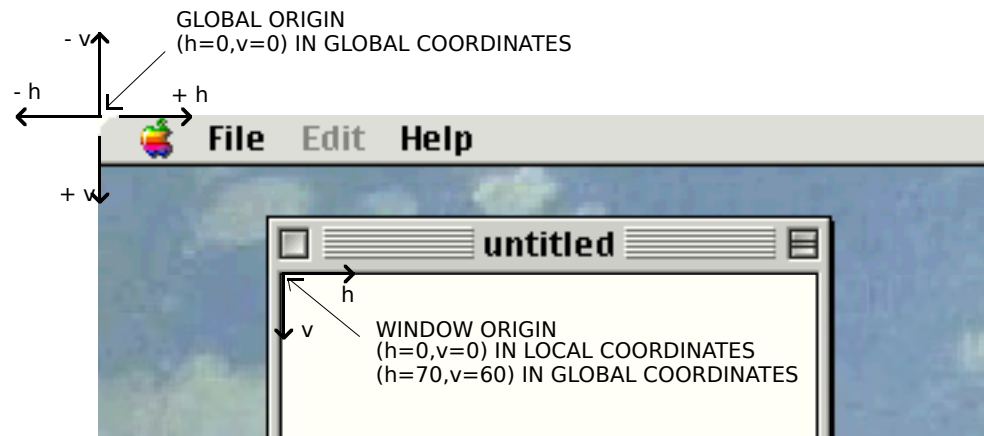 GLOBAL ORIGIN
(h=0,v=0) IN GLOBAL COORDINATES
- v
- h
+ h
File Edit Help
+ v
untitled
h
v
WINDOW ORIGIN
(h=0,v=0) IN LOCAL COORDINATES
(h=70,v=60) IN GLOBAL COORDINATES